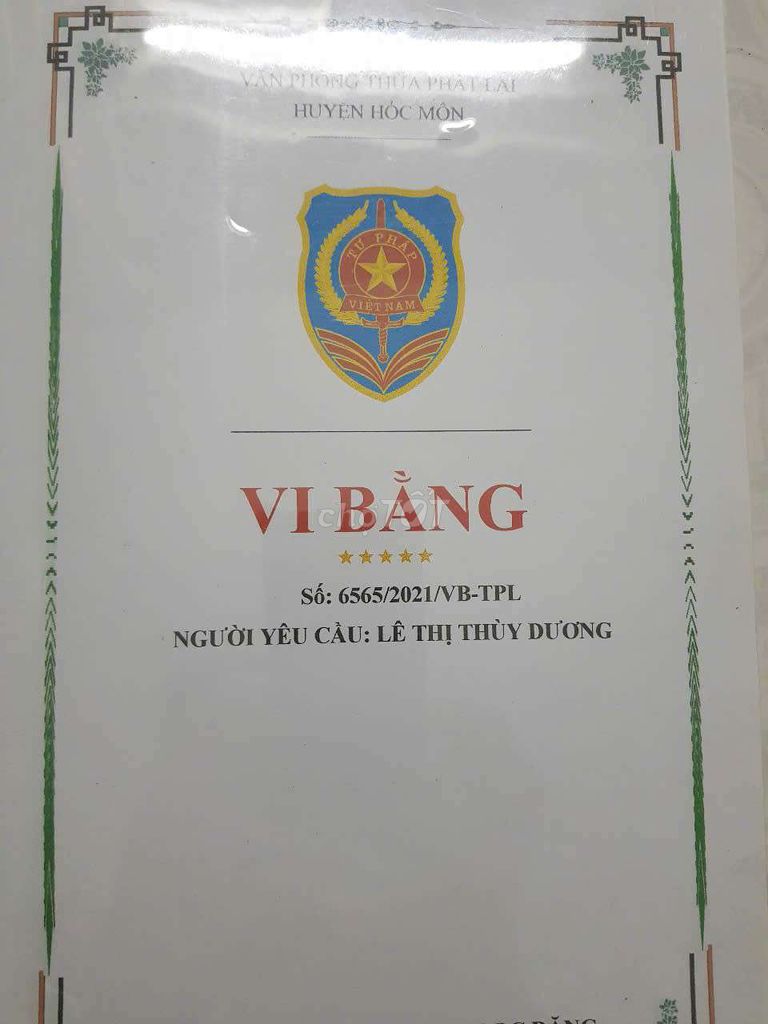 VĂN PHÒNG THỪA PHÁT LẠI
HUYỆN HÓC MÔN
TƯ PHÁP
VIỆT NAM
VI BẰNG
chợTỐT
Số: 6565/2021/VB-TPL
NGƯỜI YÊU CẦU: LÊ THỊ THÙY DƯƠNG